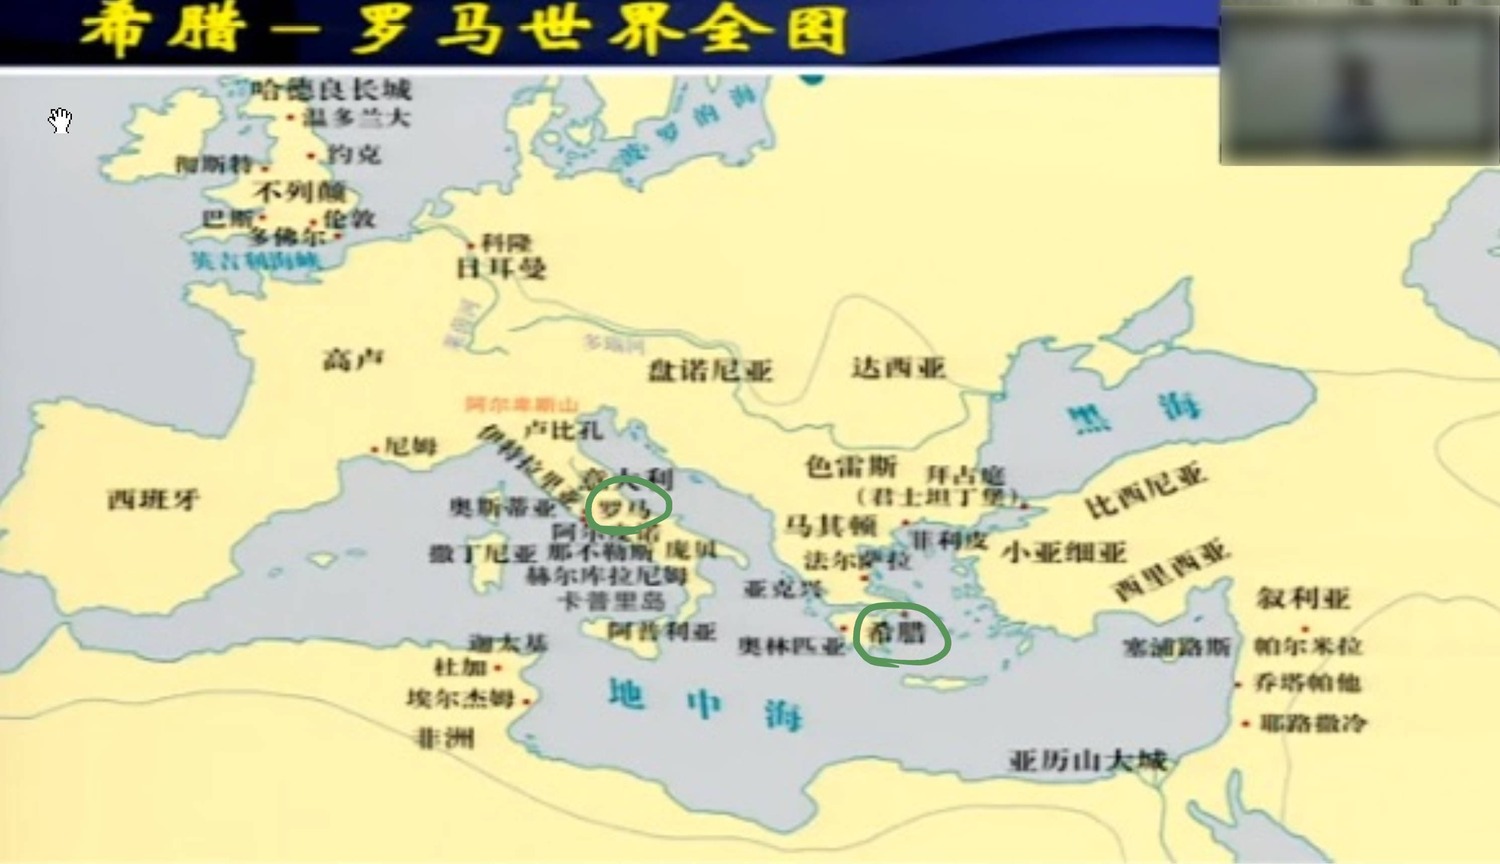 希腊－罗马世界全图
哈德良长城
温多兰大
波罗的海
约克
彻斯特
不列颠
巴斯
伦敦
多佛尔
英吉利海峡
科隆
日耳曼
莱茵河
多瑙河
高卢
盘诺尼亚
达西亚
阿尔卑斯山
黑海
卢比孔
尼姆
伊特拉里亚
意大利
色雷斯
拜占庭
（君士坦丁堡）
比西尼亚
西班牙
奥斯蒂亚
罗马
马其顿
菲利皮
小亚细亚
撒丁尼亚
那不勒斯
庞贝
法尔萨拉
西里西亚
赫尔库拉尼姆
亚克兴
卡普里岛
叙利亚
阿普利亚
希腊
迦太基
奥林匹亚
塞浦路斯
帕尔米拉
杜加
地中海
乔塔帕他
埃尔杰姆
耶路撒冷
非洲
亚历山大城